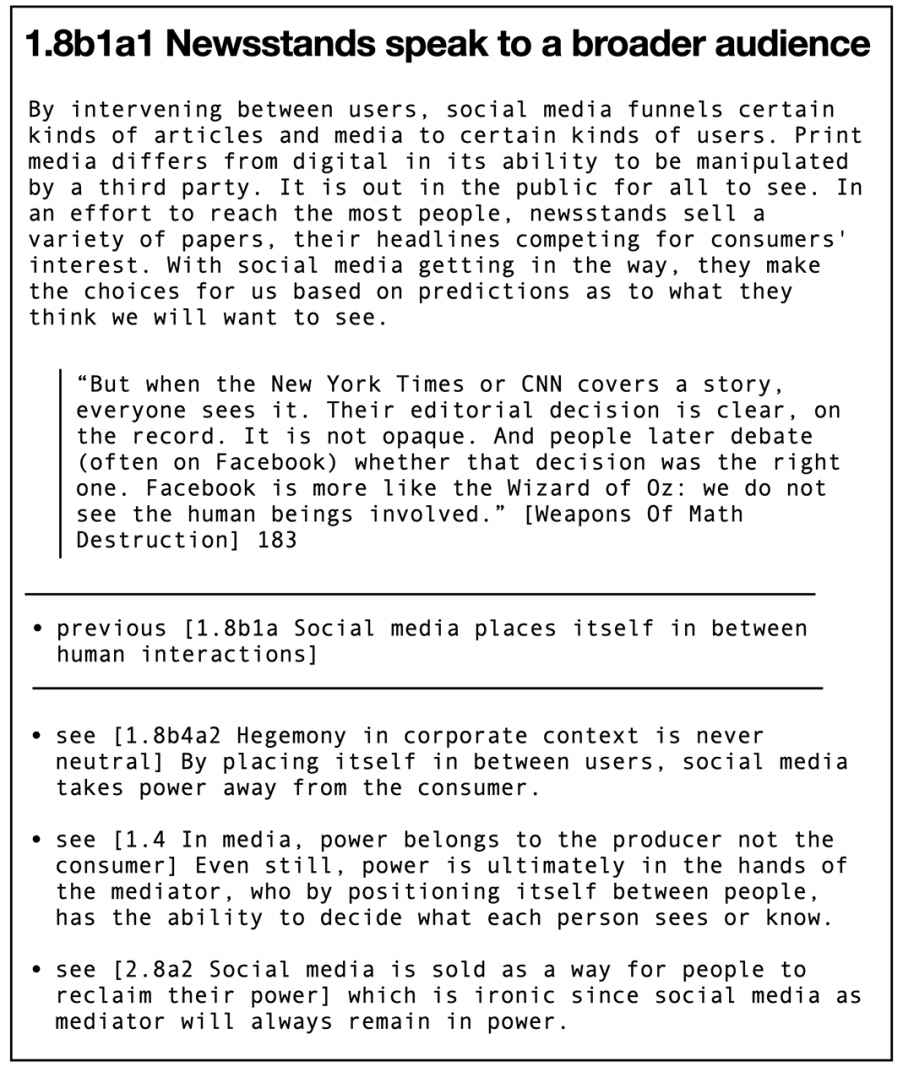 1.8b1a1 Newsstands speak to a broader audience
By intervening between users, social media funnels certain
kinds of articles and media to certain kinds of users. Print
media differs from digital in its ability to be manipulated
by a third party. It is out in the public for all to see. In
an effort to reach the most people, newsstands sell a
variety of papers, their headlines competing for consumers'
interest. With social media getting in the way, they make
the choices for us based on predictions as to what they
think we will want to see.
“But when the New York Times or CNN covers a story,
everyone sees it. Their editorial decision is clear, on
the record. It is not opaque. And people later debate
(often on Facebook) whether that decision was the right
one. Facebook is more like the Wizard of Oz: we do not
see the human beings involved.” [Weapons Of Math
Destruction] 183
• previous [1.8b1a Social media places itself in between
human interactions]
• see [1.8b4a2 Hegemony in corporate context is never
neutral] By placing itself in between users, social media
takes power away from the consumer.
• see [1.4 In media, power belongs to the producer not the
consumer] Even still, power is ultimately in the hands of
the mediator, who by positioning itself between people,
has the ability to decide what each person sees or know.
• see [2.8a2 Social media is sold as a way for people to
reclaim their power] which is ironic since social media as
mediator will always remain in power.